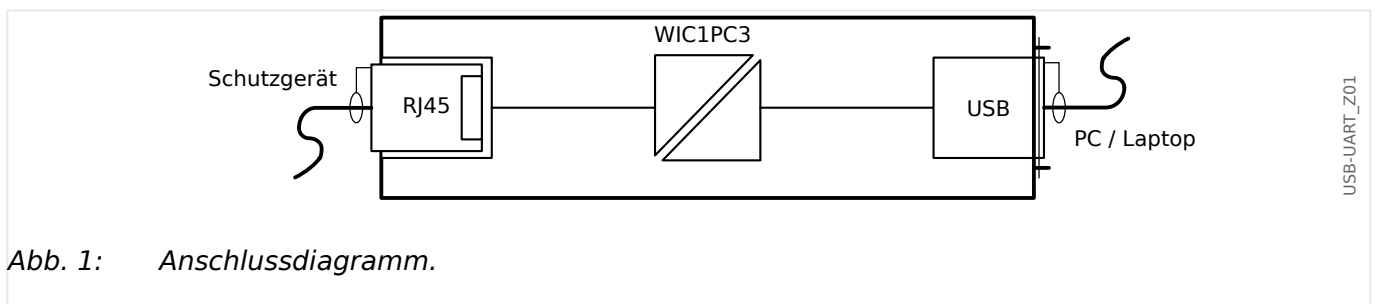 WIC1PC3
Schutzgerät
RJ45
USB
PC / Laptop
USB-UART_Z01
Abb. 1: Anschlussdiagramm.